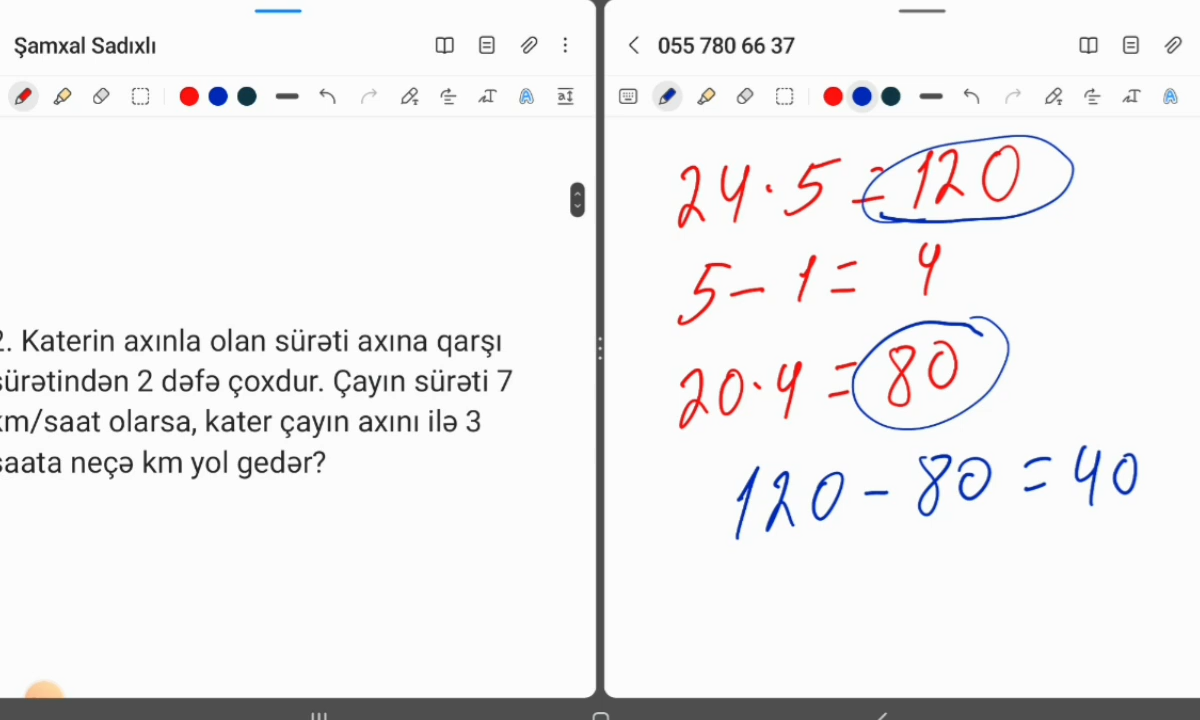 Şamxal Sadıxlı
2. Katerin axınla olan sürəti axına qarşı
sürətindən 2 dəfə çoxdur. Çayın sürəti 7
km/saat olarsa, kater çayın axını ilə 3
saata neçə km yol gedər?
055 780 66 37
24·5=120
5-1=4
20·4=80
120-80=40